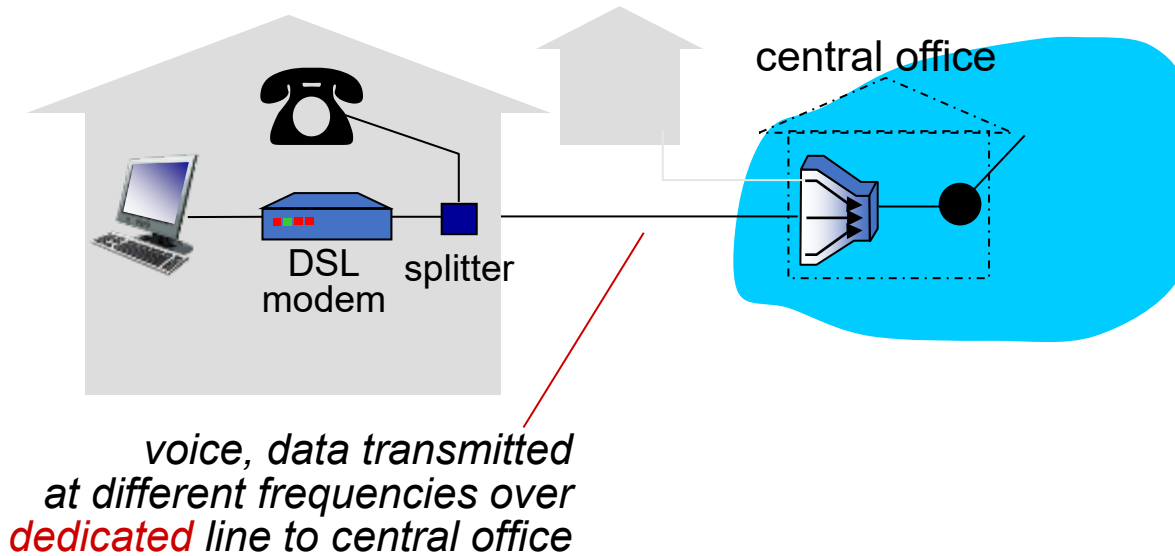 central office
DSL
modem
splitter
voice, data transmitted
at different frequencies over
dedicated line to central office